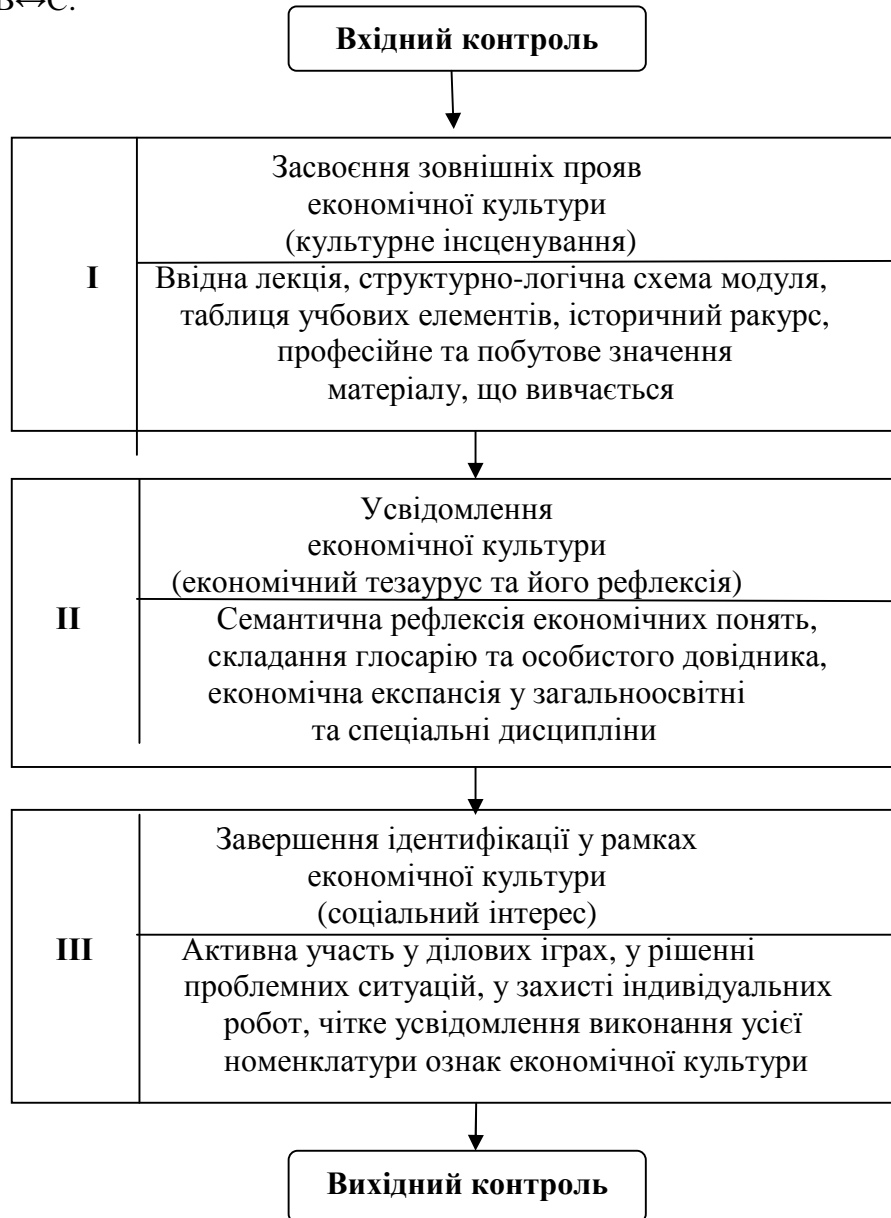 В↔С.
Вхідний контроль
Засвоєння зовнішніх прояв
економічної культури
(культурне інсценування)
I
Ввідна лекція, структурно-логічна схема модуля,
таблиця учбових елементів, історичний ракурс,
професійне та побутове значення
матеріалу, що вивчається
Усвідомлення
економічної культури
(економічний тезаурус та його рефлексія)
II
Семантична рефлексія економічних понять,
складання глосарію та особистого довідника,
економічна експансія у загальноосвітні
та спеціальні дисципліни
Завершення ідентифікації у рамках
економічної культури
(соціальний інтерес)
III
Активна участь у ділових іграх, у рішенні
проблемних ситуацій, у захисті індивідуальних
робот, чітке усвідомлення виконання усієї
номенклатури ознак економічної культури
Вихідний контроль